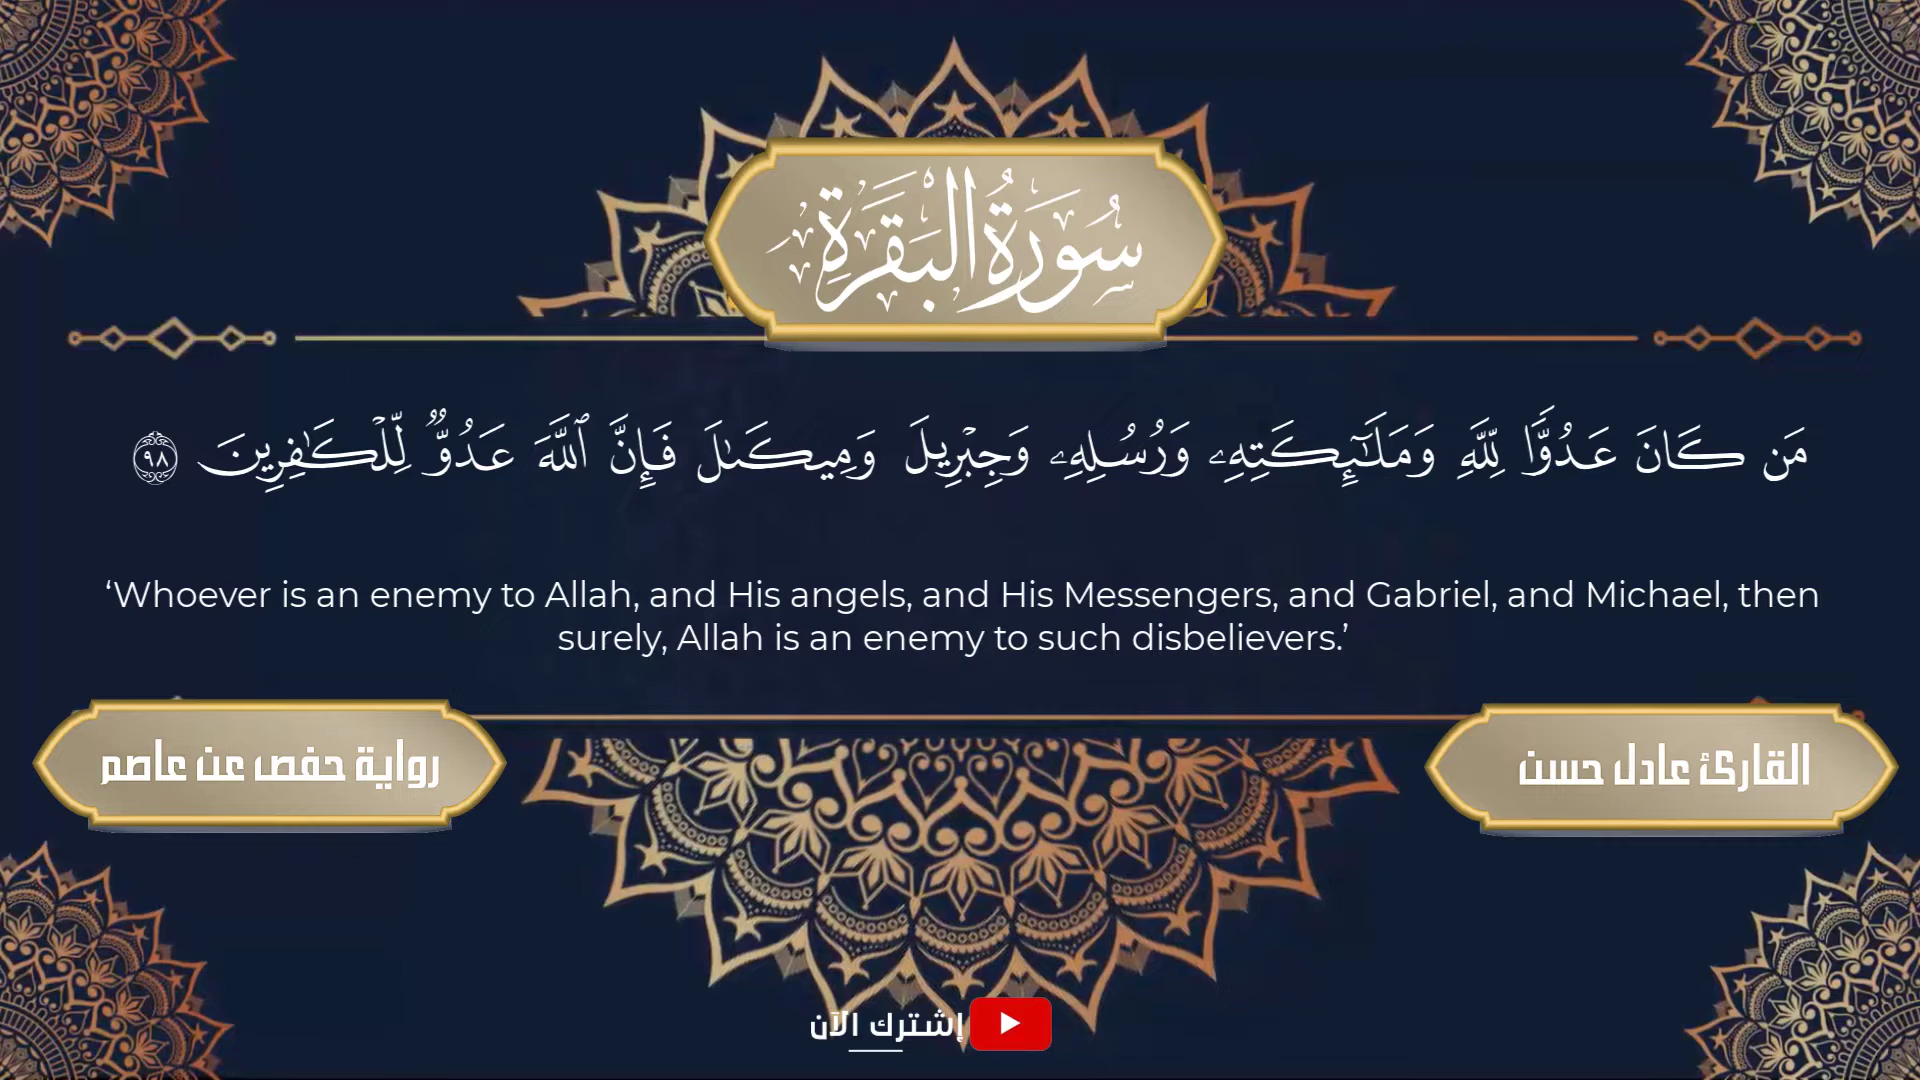 سُورَةُ البَقَرَةِ
مَن كَانَ عَدُوًّا لِّلَّهِ وَمَلَـٰٓئِكَتِهِۦ وَرُسُلِهِۦ وَجِبْرِيلَ وَمِيكَىٰلَ فَإِنَّ ٱللَّهَ عَدُوٌّ لِّلْكَـٰفِرِينَ ٩٨
‘Whoever is an enemy to Allah, and His angels, and His Messengers, and Gabriel, and Michael, then
surely, Allah is an enemy to such disbelievers.’
القارئ عادل حسن
رواية حفص عن عاصم
إشترك الآن